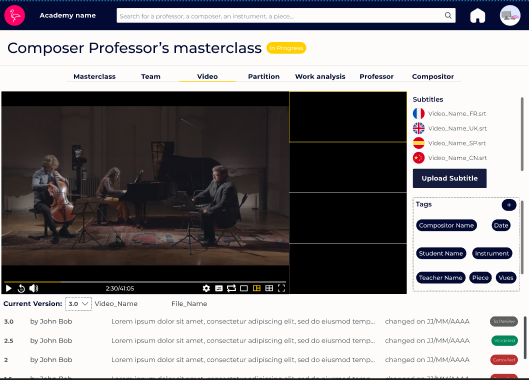 Academy name
Search for a professor, a composer, an instrument, a piece...
Composer Professor's masterclass In Progress
Masterclass Team Video Partition Work analysis Professor Compositor
Subtitles
Video_Name_FR.srt
Video_Name_UK.srt
Video_Name_SP.srt
Video_Name_CN.srt
Upload Subtitle
Tags +
Compositor Name Date
Student Name Instrument
Teacher Name Piece Vues
2:30/41:05
Current Version: 3.0 Video_Name File_Name
3.0 by John Bob Lorem ipsum dolor sit amet, consectetur adipiscing elit, sed do eiusmod temp... changed on JJ/MM/AAAA
2.5 by John Bob Lorem ipsum dolor sit amet, consectetur adipiscing elit, sed do eiusmod temp... changed on JJ/MM/AAAA
2 by John Bob Lorem ipsum dolor sit amet, consectetur adipiscing elit, sed do eiusmod temp... changed on JJ/MM/AAAA Cancelled